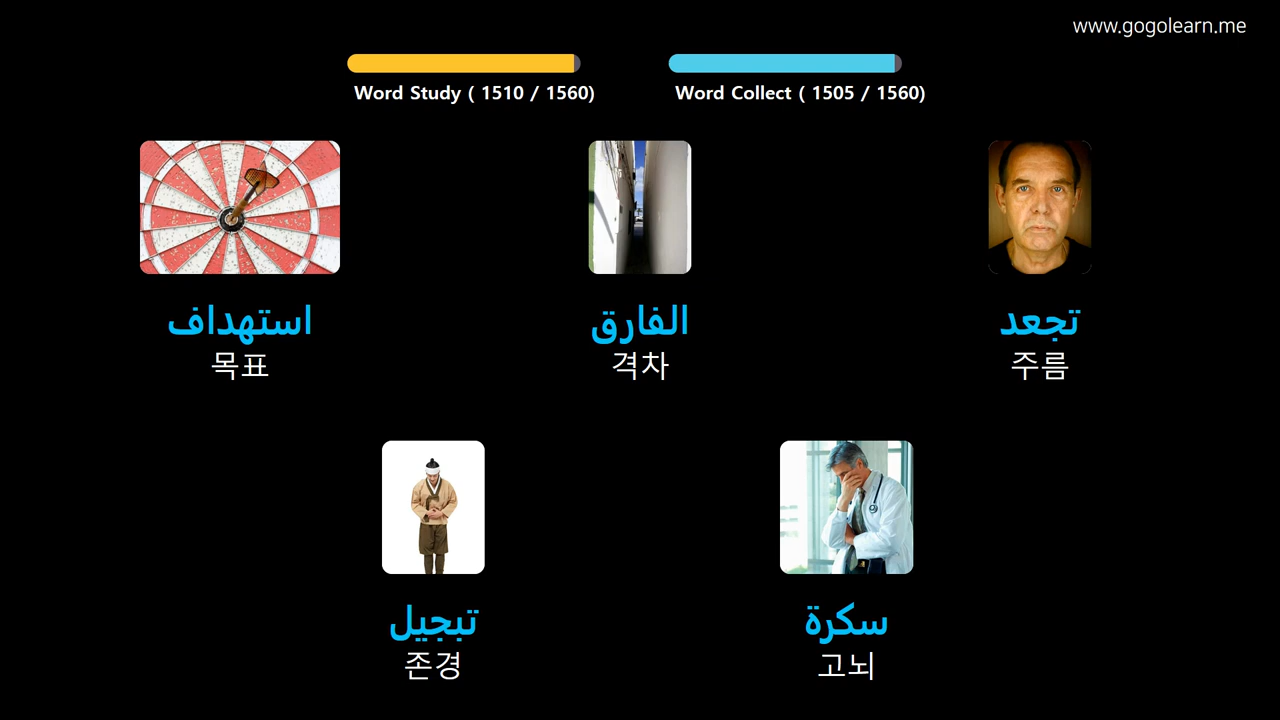 www.gogolearn.me
Word Study ( 1510 / 1560)
Word Collect ( 1505 / 1560)
استهداف
목표
الفارق
격차
تجعد
주름
تبجيل
존경
سكرة
고뇌